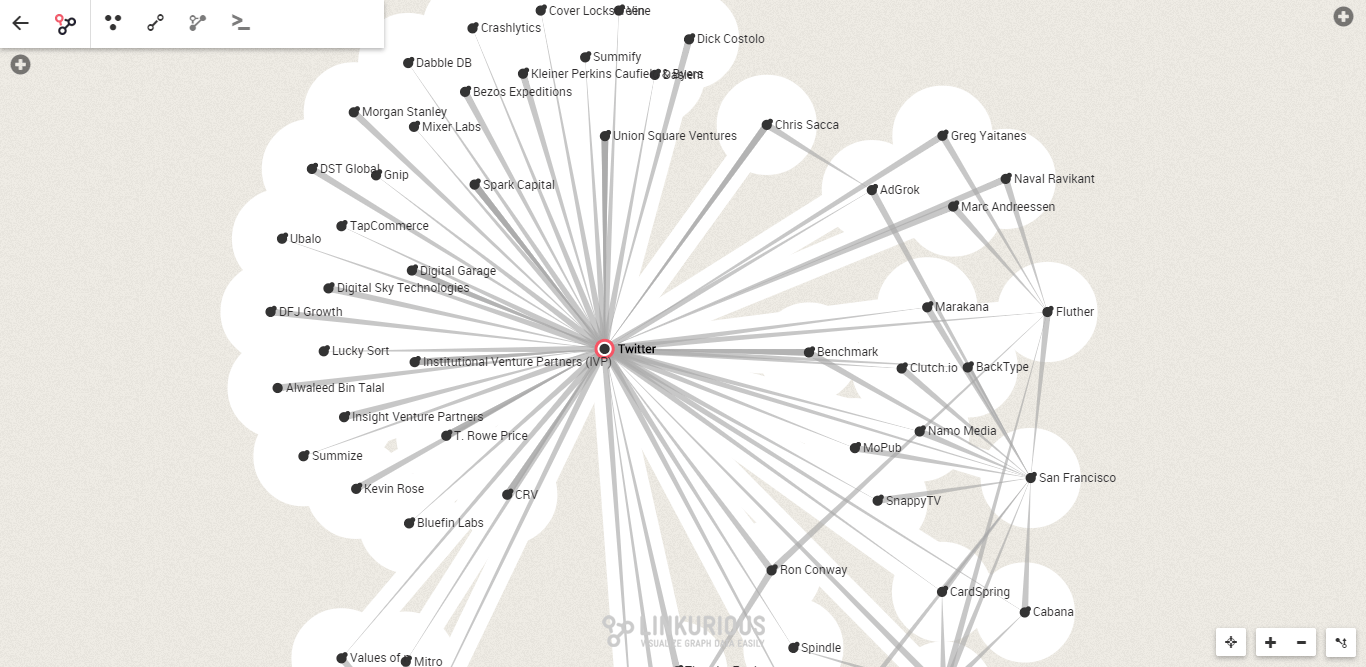 Cover Locksreene
Vine
Crashlytics
Dick Costolo
Summify
Dabble DB
Kleiner Perkins Caufield & Byers
Dasient
Bezos Expeditions
Morgan Stanley
Mixer Labs
Chris Sacca
Union Square Ventures
Greg Yaitanes
DST Global
Gnip
Naval Ravikant
Spark Capital
AdGrok
Marc Andreessen
TapCommerce
Ubalo
Digital Garage
Digital Sky Technologies
Marakana
DFJ Growth
Fluther
Twitter
Lucky Sort
Benchmark
Institutional Venture Partners (IVP)
Clutch.io
BackType
Alwaleed Bin Talal
Insight Venture Partners
Namo Media
T. Rowe Price
MoPub
Summize
San Francisco
Kevin Rose
CRV
SnappyTV
Bluefin Labs
Ron Conway
CardSpring
Cabana
LINKURIOUS
VISUALIZE GRAPH DATA EASILY
Spindle
Values of
Mitro